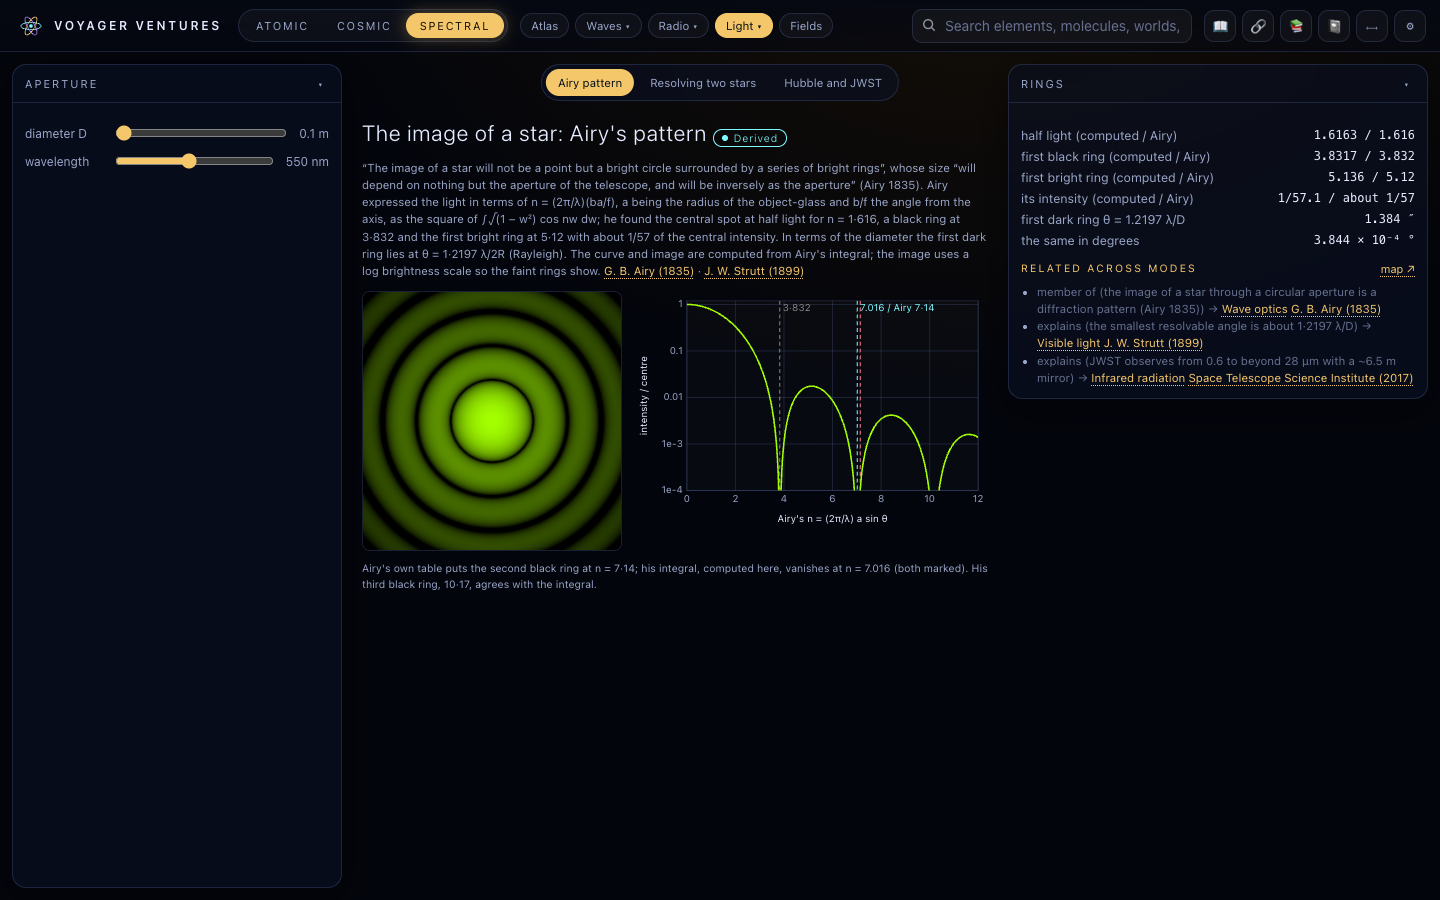 VOYAGER VENTURES
ATOMIC COSMIC SPECTRAL
Atlas Waves ▾ Radio ▾ Light ▾ Fields
Search elements, molecules, worlds,
APERTURE
diameter D 0.1 m
wavelength 550 nm
Airy pattern Resolving two stars Hubble and JWST
The image of a star: Airy's pattern Derived
“The image of a star will not be a point but a bright circle surrounded by a series of bright rings”, whose size “will
depend on nothing but the aperture of the telescope, and will be inversely as the aperture” (Airy 1835). Airy
expressed the light in terms of n = (2π/λ)(ba/f), a being the radius of the object-glass and b/f the angle from the
axis, as the square of ∫√(1 − w²) cos nw dw; he found the central spot at half light for n = 1·616, a black ring at
3·832 and the first bright ring at 5·12 with about 1/57 of the central intensity. In terms of the diameter the first dark
ring lies at θ = 1·2197 λ/2R (Rayleigh). The curve and image are computed from Airy's integral; the image uses a
log brightness scale so the faint rings show. G. B. Airy (1835) · J. W. Strutt (1899)
intensity / centre
1
0.1
0.01
1e-3
1e-4
3·832
7.016 / Airy 7·14
0 2 4 6 8 10 12
Airy's n = (2π/λ) a sin θ
Airy's own table puts the second black ring at n = 7·14; his integral, computed here, vanishes at n = 7.016 (both marked). His
third black ring, 10·17, agrees with the integral.
RINGS
half light (computed / Airy) 1.6163 / 1.616
first black ring (computed / Airy) 3.8317 / 3.832
first bright ring (computed / Airy) 5.136 / 5.12
its intensity (computed / Airy) 1/57.1 / about 1/57
first dark ring θ = 1.2197 λ/D 1.384 ″
the same in degrees 3.844 × 10⁻⁴ °
RELATED ACROSS MODES map ↗
member of (the image of a star through a circular aperture is a
diffraction pattern (Airy 1835)) → Wave optics G. B. Airy (1835)
explains (the smallest resolvable angle is about 1·2197 λ/D) →
Visible light J. W. Strutt (1899)
explains (JWST observes from 0.6 to beyond 28 μm with a ~6.5 m
mirror) → Infrared radiation Space Telescope Science Institute (2017)